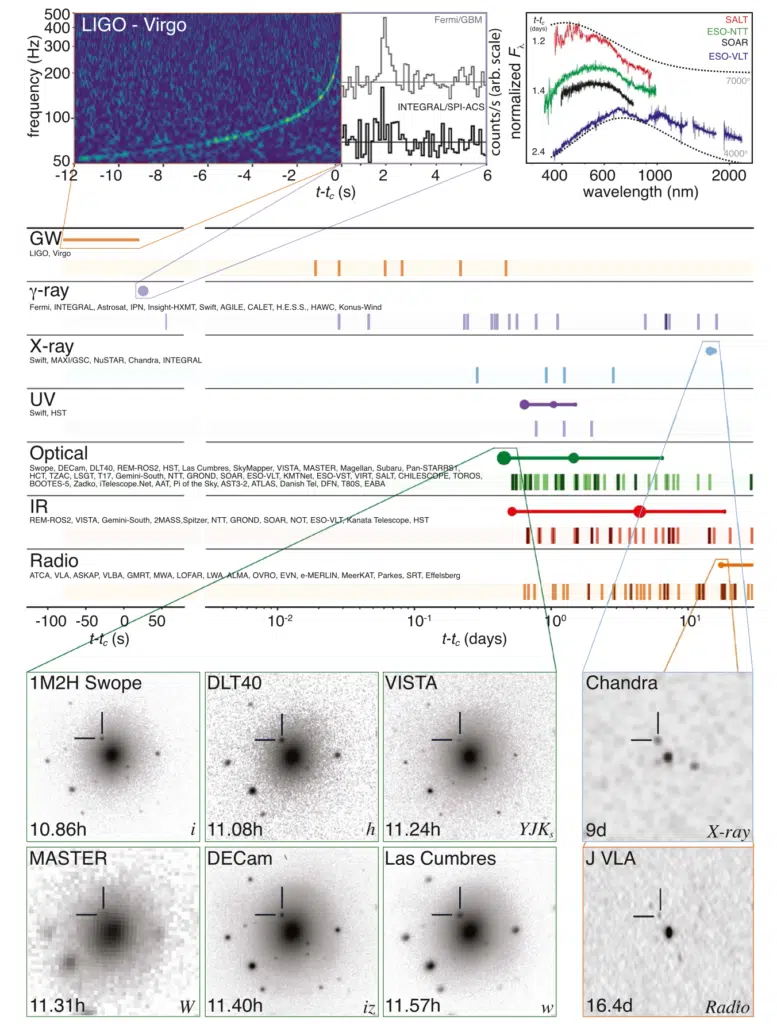 LIGO - Virgo
frequency (Hz)
500
400
300
200
100
50
-12 -10 -8 -6 -4 -2 0 2 4 6
t-tc (s)
Fermi/GBM
INTEGRAL/SPI-ACS
counts/s (arb. scale)
normalized Fλ
t-tc
(days)
1.2
1.4
2.4
SALT
ESO-NTT
SOAR
ESO-VLT
7000°
4000°
400 600 1000 2000
wavelength (nm)
GW
LIGO, Virgo
γ-ray
Fermi, INTEGRAL, Astrosat, IPN, Insight-HXMT, Swift, AGILE, CALET, H.E.S.S., HAWC, Konus-Wind
X-ray
Swift, MAXI/GSC, NuSTAR, Chandra, INTEGRAL
UV
Swift, HST
Optical
Swope, DECam, DLT40, REM-ROS2, HST, Las Cumbres, SkyMapper, VISTA, MASTER, Magellan, Subaru, Pan-STARRS1,
HCT, TZAC, LSGT, T17, Gemini-South, NTT, GROND, SOAR, ESO-VLT, KMTNet, ESO-VST, VIRT, SALT, CHILESCOPE, TOROS,
BOOTES-5, Zadko, iTelescope.Net, AAT, Pi of the Sky, AST3-2, ATLAS, Danish Tel, DFN, T80S, EABA
IR
REM-ROS2, VISTA, Gemini-South, 2MASS,Spitzer, NTT, GROND, SOAR, NOT, ESO-VLT, Kanata Telescope, HST
Radio
ATCA, VLA, ASKAP, VLBA, GMRT, MWA, LOFAR, LWA, ALMA, OVRO, EVN, e-MERLIN, MeerKAT, Parkes, SRT, Effelsberg
-100 -50 0 50 10⁻² 10⁻¹ 10⁰ 10¹
t-tc (s) t-tc (days)
1M2H Swope
10.86h i
DLT40
11.08h h
VISTA
11.24h YJKs
Chandra
9d X-ray
MASTER
11.31h W
DECam
11.40h iz
Las Cumbres
11.57h w
J VLA
16.4d Radio